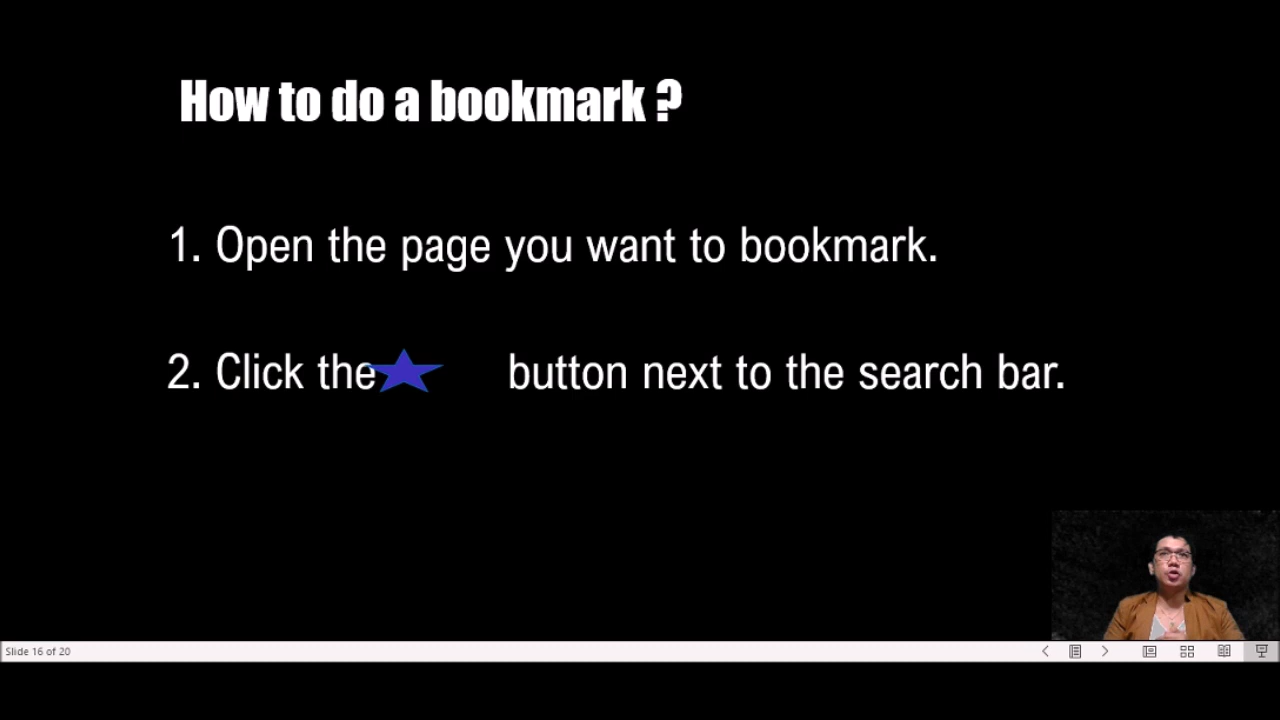 How to do a bookmark ?
1. Open the page you want to bookmark.
2. Click the button next to the search bar.
Slide 16 of 20